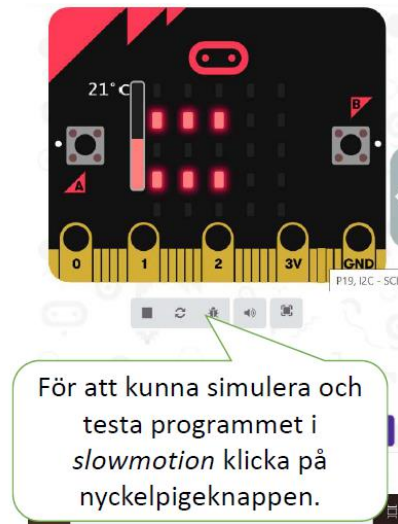 21°C
B
A
0 1 2 3V GND
P19, I2C - SC
För att kunna simulera och
testa programmet i
slowmotion klicka på
nyckelpigeknappen.